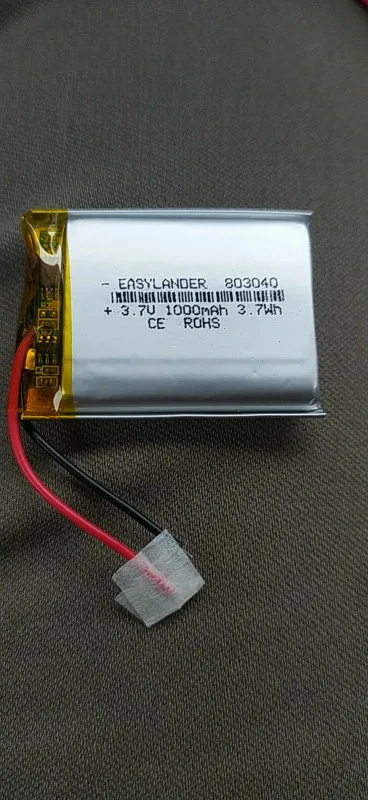 - EASYLANDER 803040
+ 3.7V 1000mAh 3.7Wh
CE ROHS